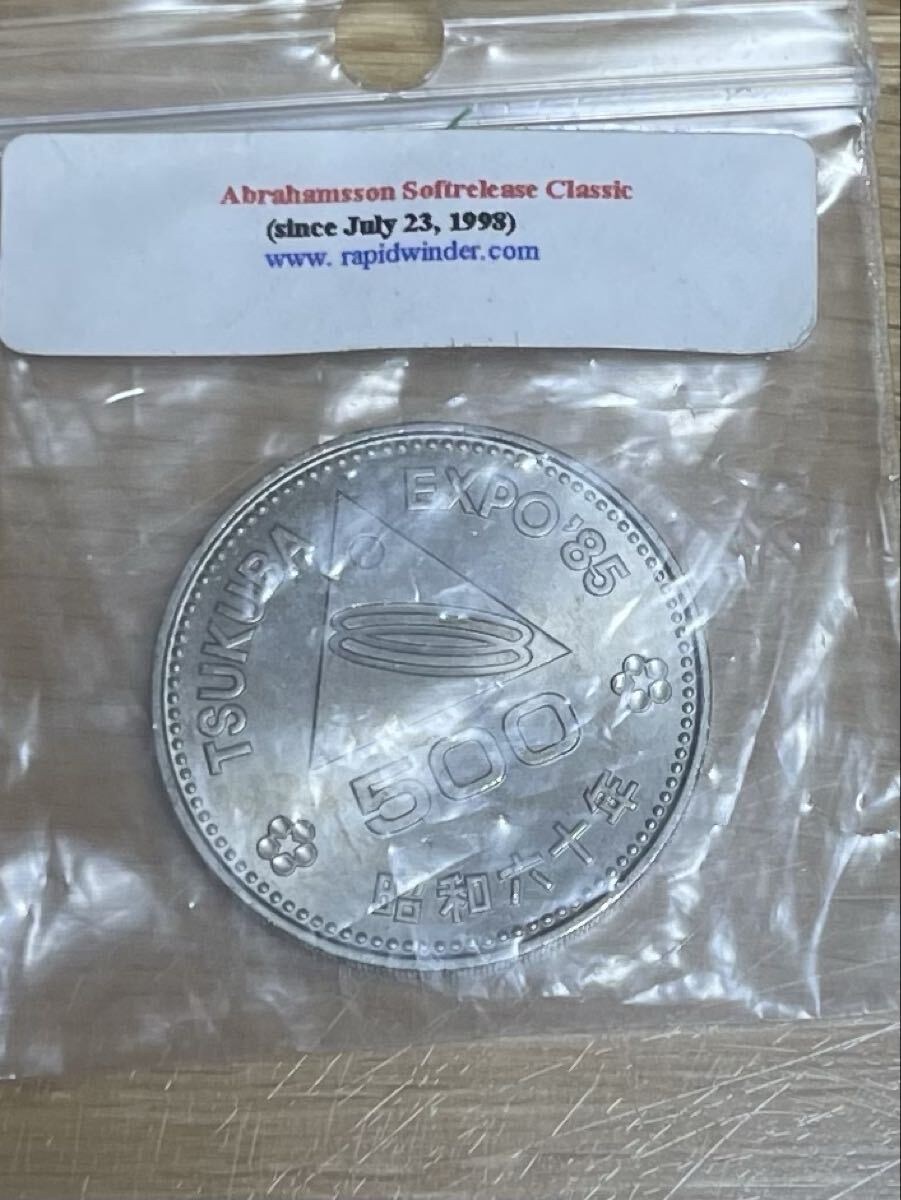 Abrahamsson Softrelease Classic
(since July 23, 1998)
www. rapidwinder.com
TSUKUBA EXPO '85
500
昭和六十年